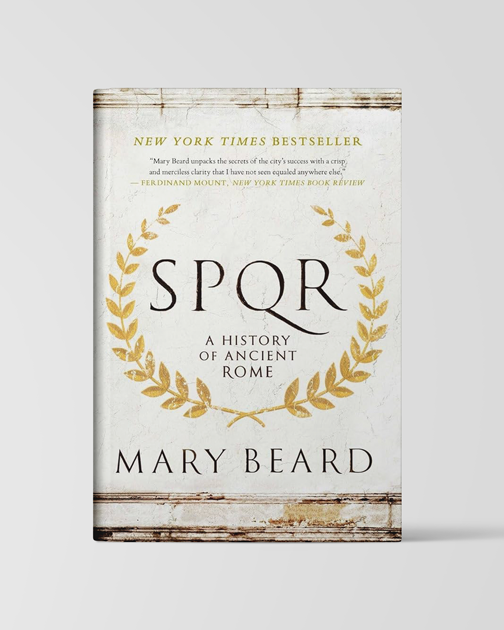 NEW YORK TIMES BESTSELLER
"Mary Beard unpacks the secrets of the city's success with a crisp
and merciless clarity that I have not seen equaled anywhere else."
— FERDINAND MOUNT, NEW YORK TIMES BOOK REVIEW
SPQR
A HISTORY
OF ANCIENT
ROME
MARY BEARD